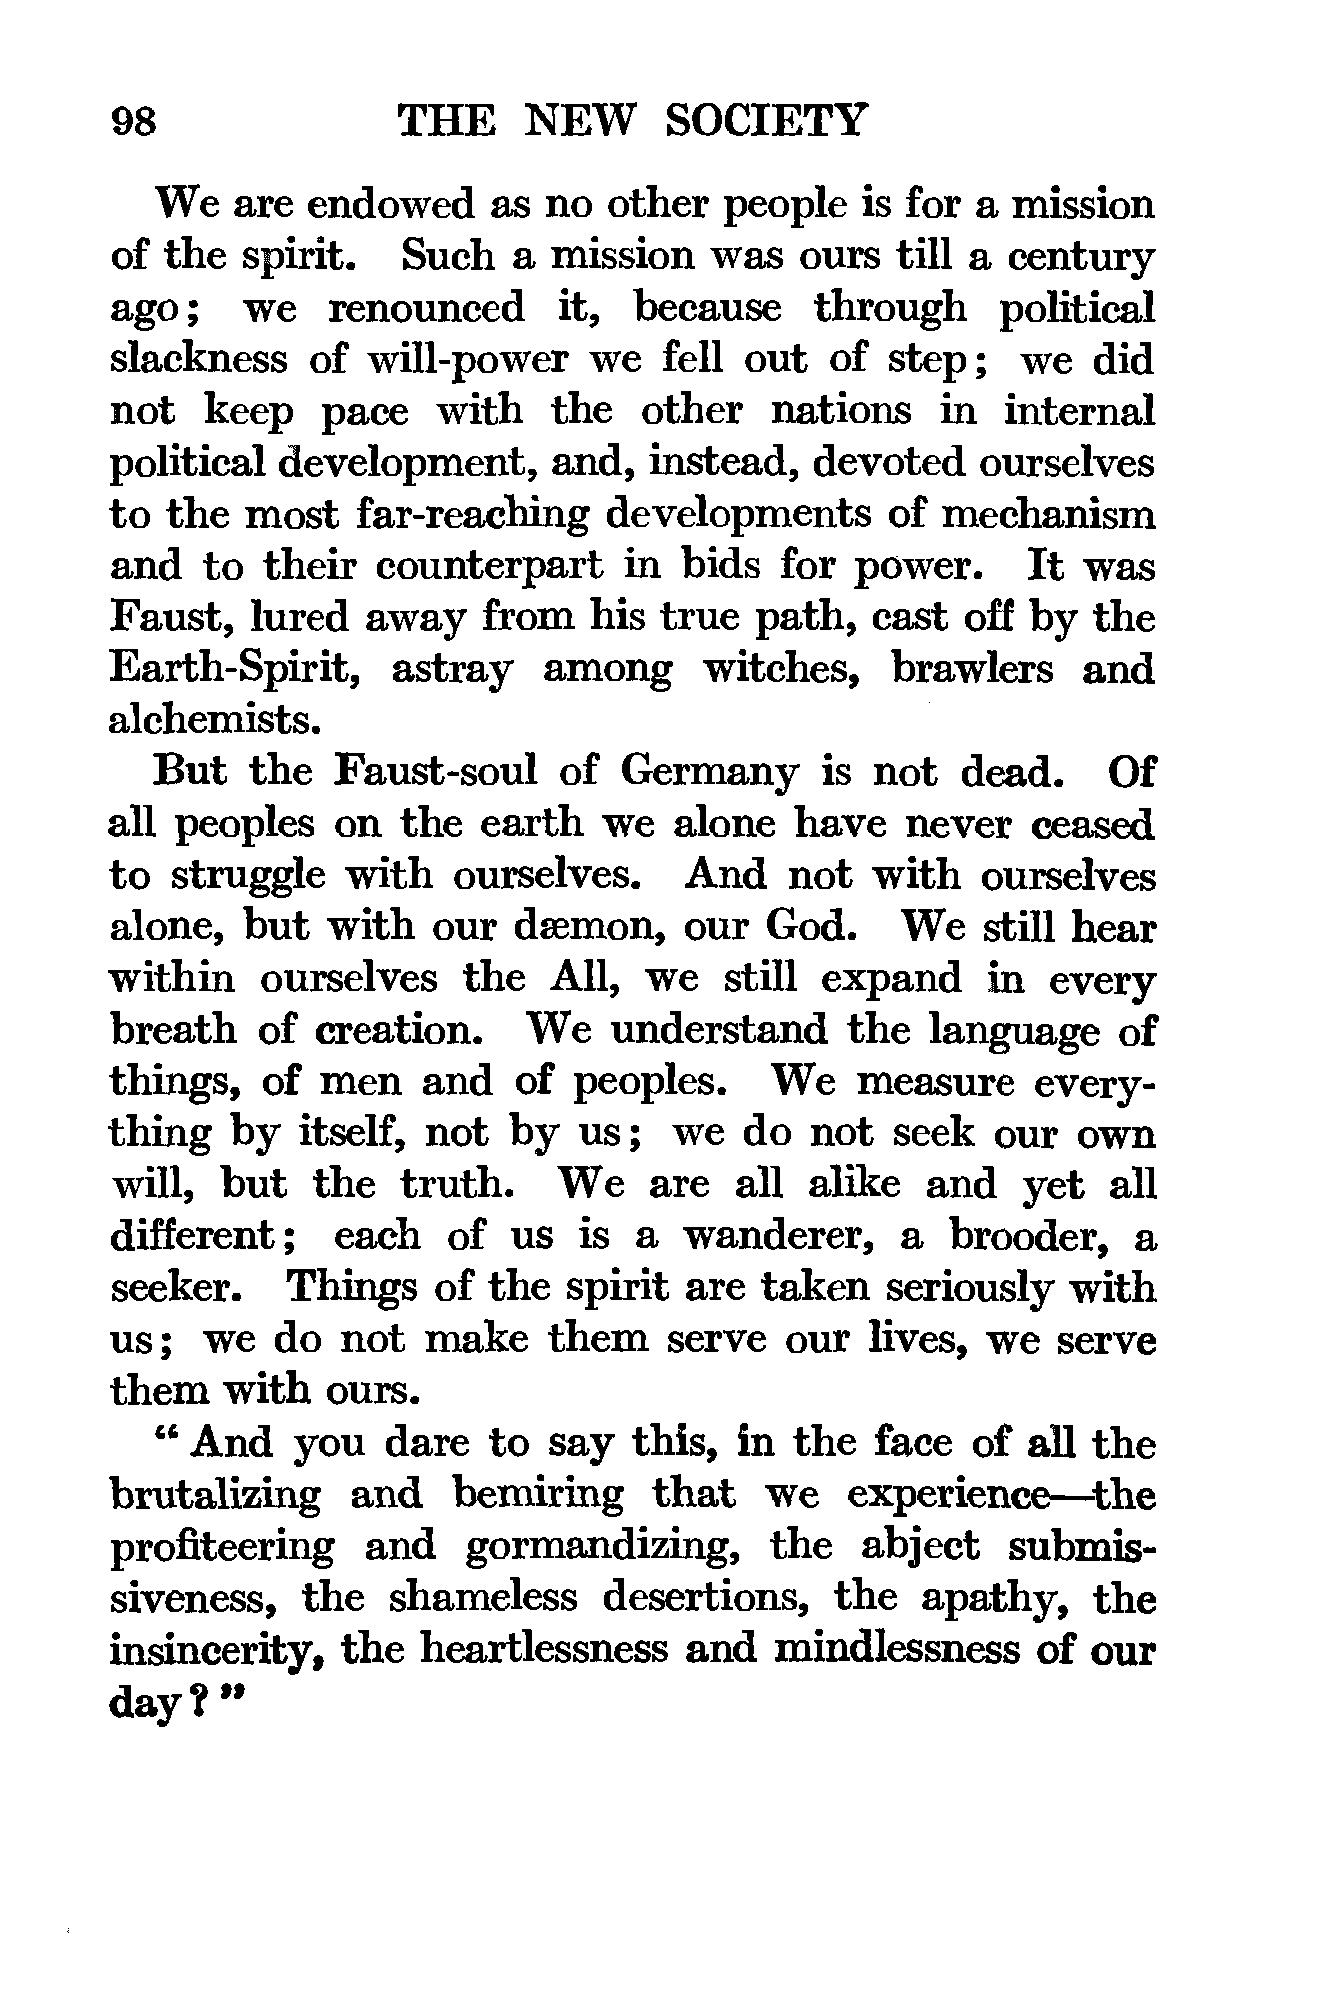 98 THE NEW SOCIETY
We are endowed as no other people is for a mission
of the spirit. Such a mission was ours till a century
ago; we renounced it, because through political
slackness of will-power we fell out of step; we did
not keep pace with the other nations in internal
political development, and, instead, devoted ourselves
to the most far-reaching developments of mechanism
and to their counterpart in bids for power. It was
Faust, lured away from his true path, cast off by the
Earth-Spirit, astray among witches, brawlers and
alchemists.
But the Faust-soul of Germany is not dead. Of
all peoples on the earth we alone have never ceased
to struggle with ourselves. And not with ourselves
alone, but with our dæmon, our God. We still hear
within ourselves the All, we still expand in every
breath of creation. We understand the language of
things, of men and of peoples. We measure every-
thing by itself, not by us; we do not seek our own
will, but the truth. We are all alike and yet all
different; each of us is a wanderer, a brooder, a
seeker. Things of the spirit are taken seriously with
us; we do not make them serve our lives, we serve
them with ours.
“ And you dare to say this, in the face of all the
brutalizing and bemiring that we experience—the
profiteering and gormandizing, the abject submis-
siveness, the shameless desertions, the apathy, the
insincerity, the heartlessness and mindlessness of our
day ? ”